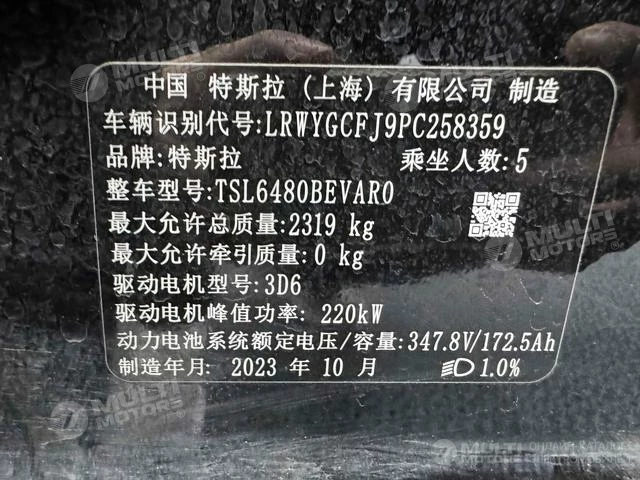 中国 特斯拉（上海）有限公司 制造
车辆识别代号:LRWYGCFJ9PC258359
品牌:特斯拉 乘坐人数:5
整车型号:TSL6480BEVAR0
最大允许总质量:2319 kg
最大允许牵引质量:0 kg
驱动电机型号:3D6
驱动电机峰值功率: 220kW
动力电池系统额定电压/容量:347.8V/172.5Ah
制造年月: 2023 年 10 月 1.0%
MULTI MOTORS
MULTI MOTORS
MULTI MOTORS
MULTI MOTORS